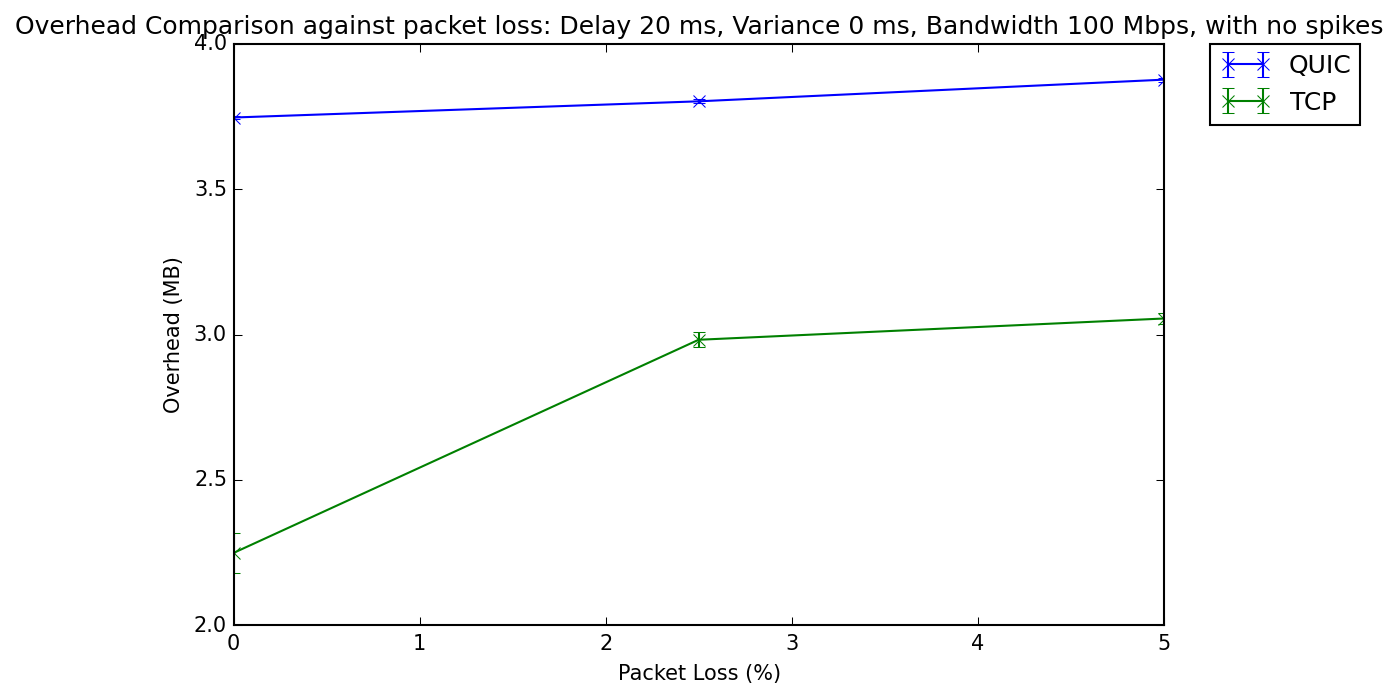 Overhead Comparison against packet loss: Delay 20 ms, Variance 0 ms, Bandwidth 100 Mbps, with no spikes
QUIC
TCP
4.0
3.5
3.0
2.5
2.0
Overhead (MB)
0 1 2 3 4 5
Packet Loss (%)